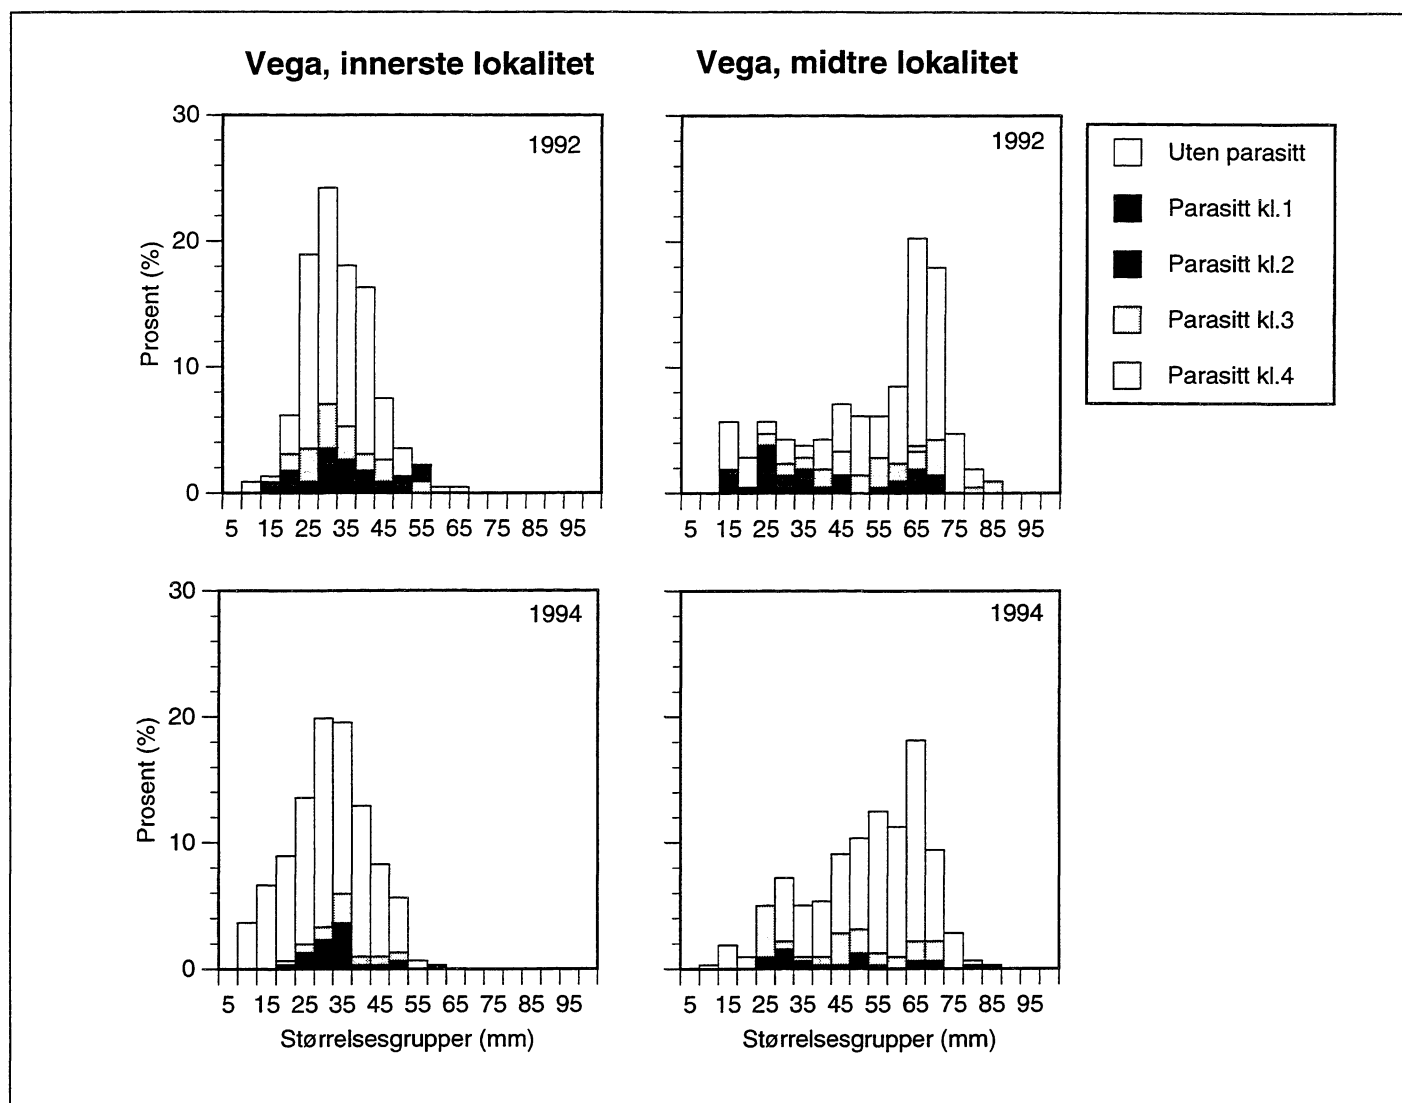 Vega, innerste lokalitet
Vega, midtre lokalitet
30
20
10
0
Prosent (%)
1992
5 15 25 35 45 55 65 75 85 95
1992
5 15 25 35 45 55 65 75 85 95
Uten parasitt
Parasitt kl.1
Parasitt kl.2
Parasitt kl.3
Parasitt kl.4
30
20
10
0
Prosent (%)
1994
5 15 25 35 45 55 65 75 85 95
Størrelsesgrupper (mm)
1994
5 15 25 35 45 55 65 75 85 95
Størrelsesgrupper (mm)